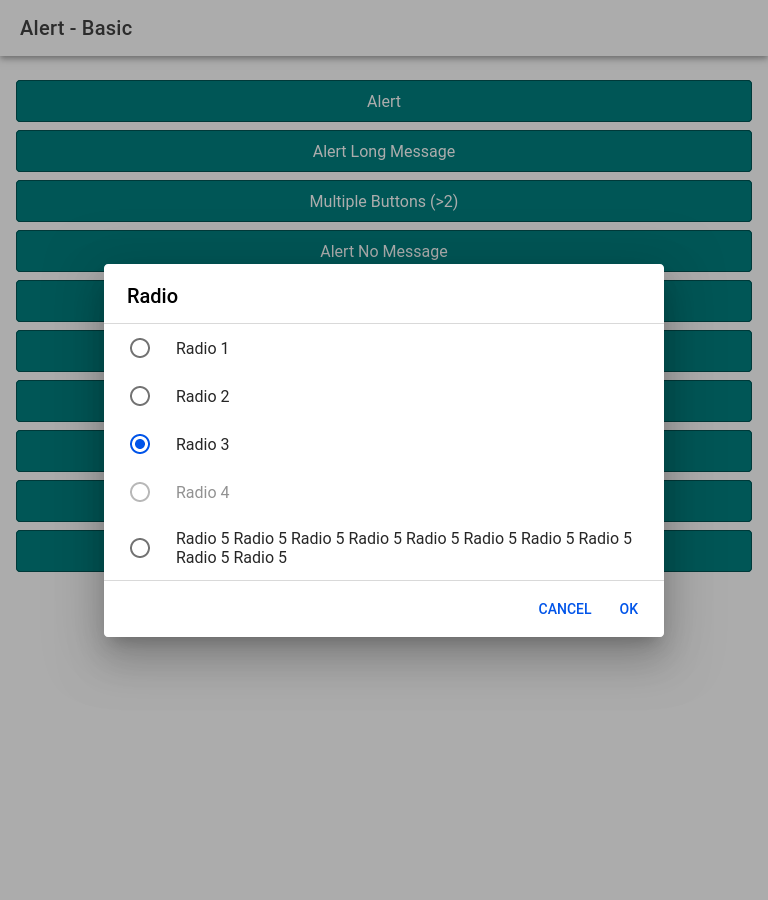 Alert - Basic
Alert
Alert Long Message
Multiple Buttons (>2)
Alert No Message
Radio
Radio 1
Radio 2
Radio 3
Radio 4
Radio 5 Radio 5 Radio 5 Radio 5 Radio 5 Radio 5 Radio 5 Radio 5
Radio 5 Radio 5
CANCEL OK